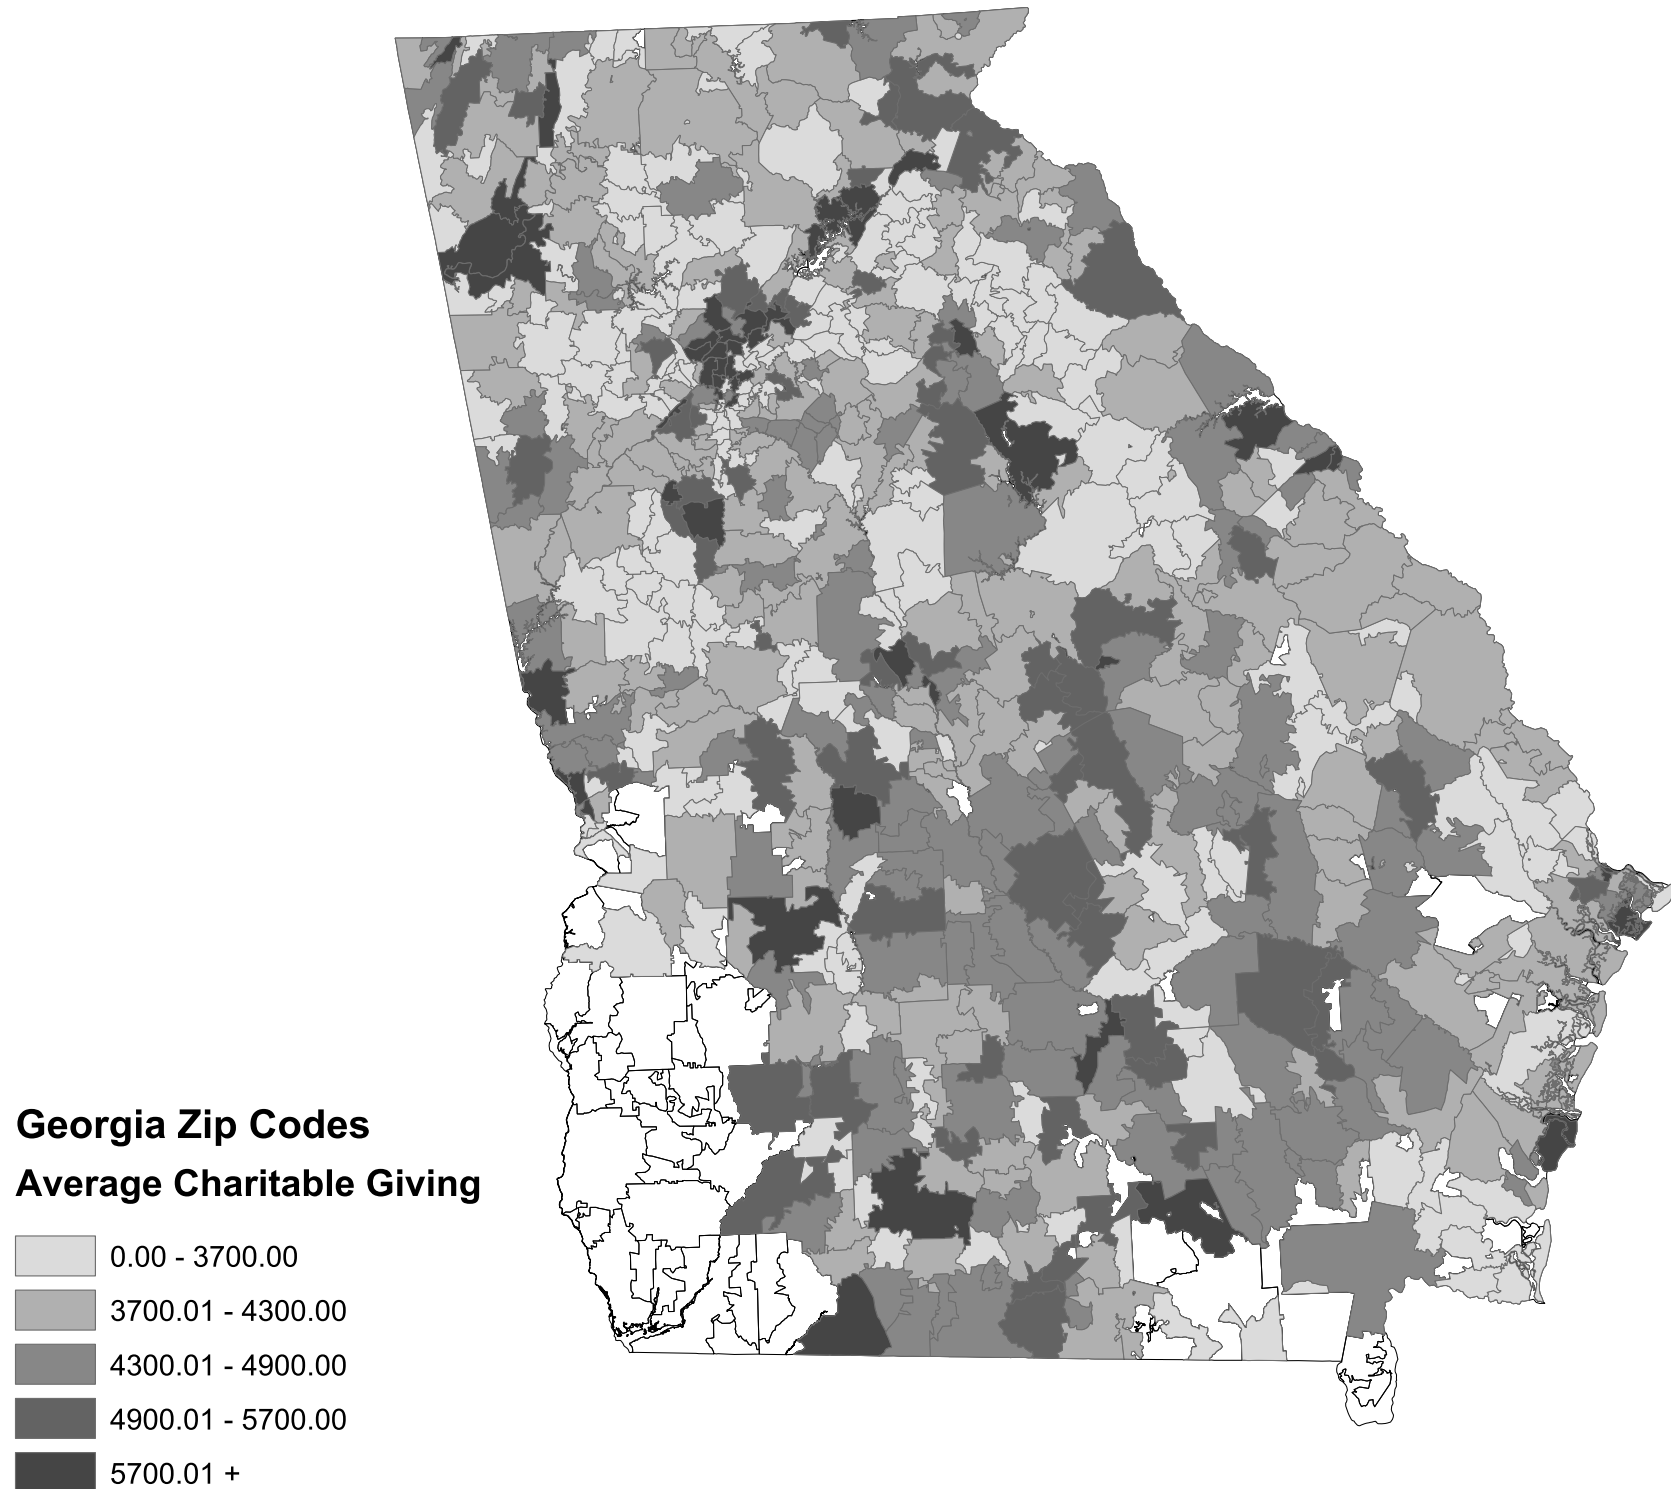 Georgia Zip Codes
Average Charitable Giving
0.00 - 3700.00
3700.01 - 4300.00
4300.01 - 4900.00
4900.01 - 5700.00
5700.01 +